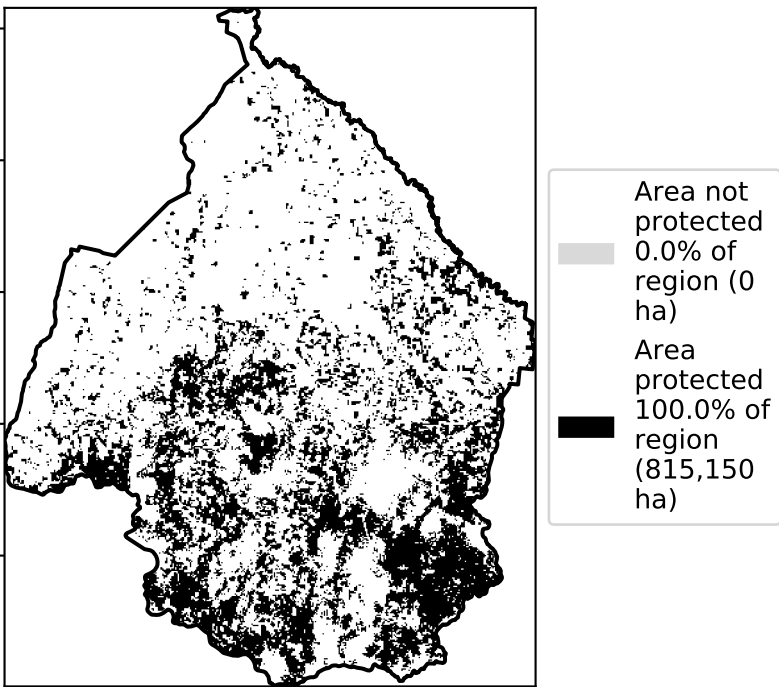 Area not
protected
0.0% of
region (0
ha)
Area
protected
100.0% of
region
(815,150
ha)